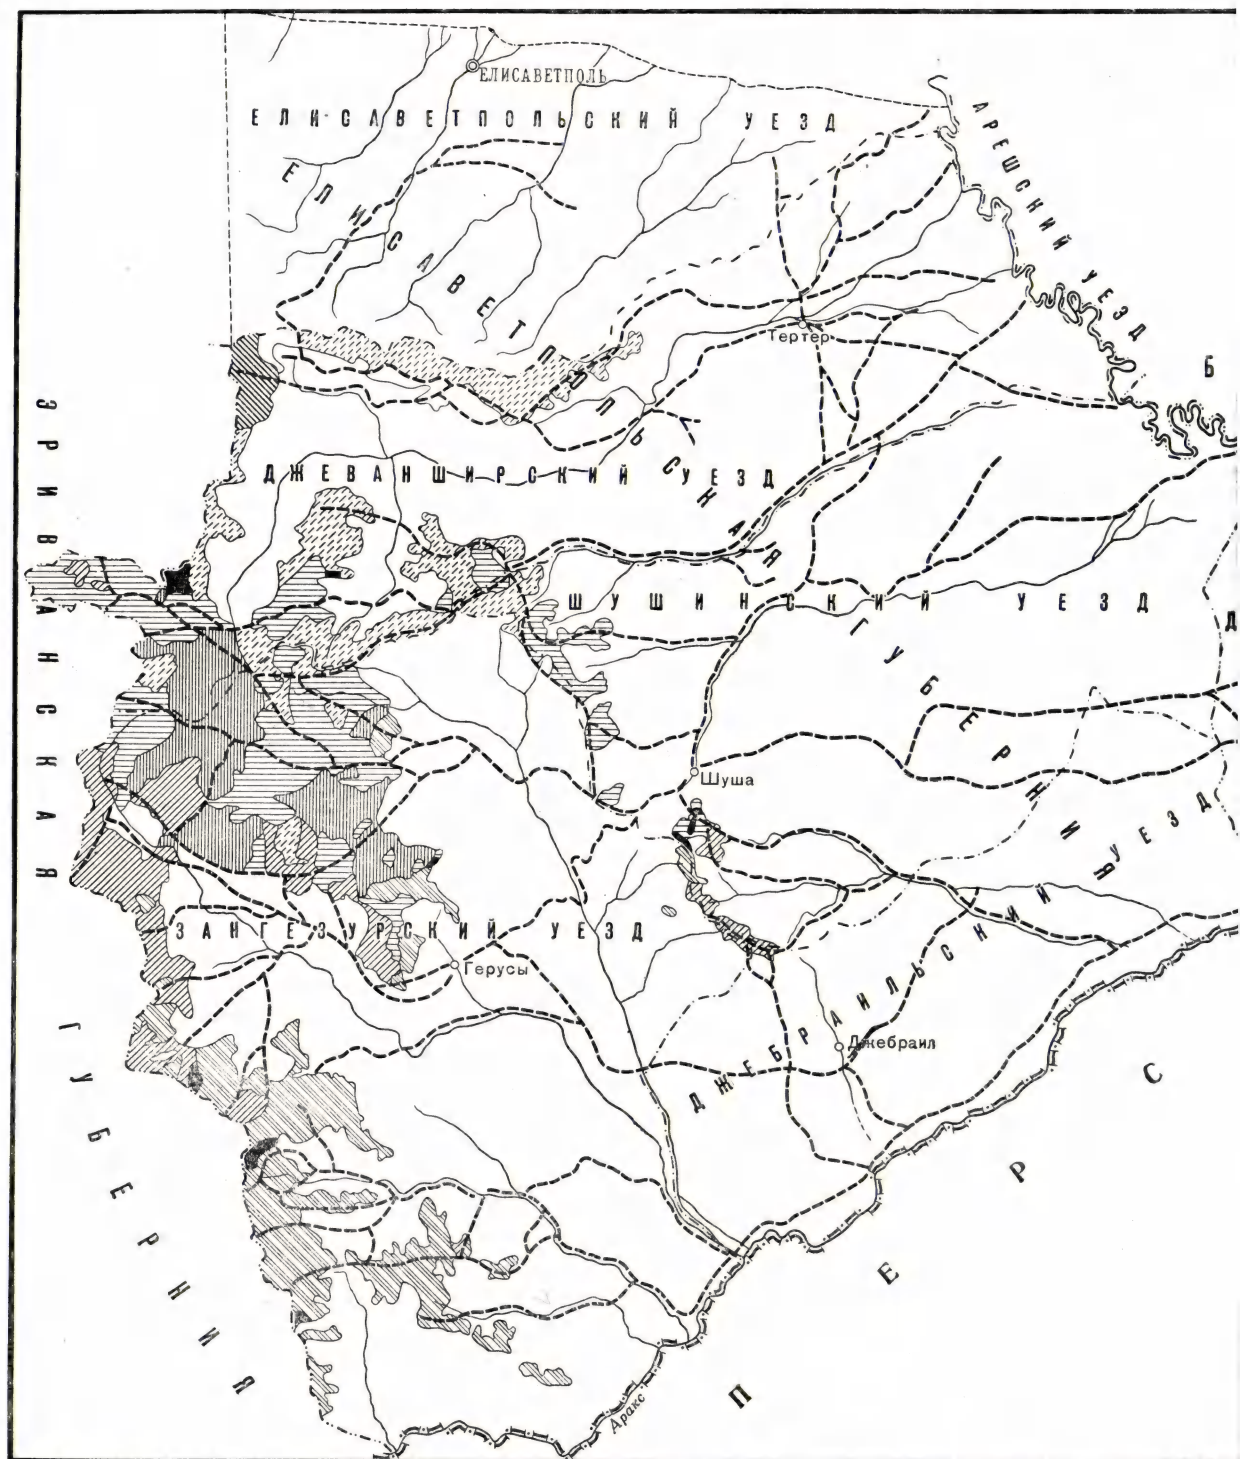 ЕЛИСАВЕТПОЛЬ
ЕЛИСАВЕТПОЛЬСКИЙ УЕЗД
АРЕШСКИЙ УЕЗД
ЕЛИСАВЕТПОЛЬСКАЯ ГУБЕРНИЯ
Тертер
Б
ЭРИВАНСКАЯ ГУБЕРНИЯ
ДЖЕВАНШИРСКИЙ УЕЗД
ШУШИНСКИЙ УЕЗД
Д
Шуша
ЗАНГЕЗУРСКИЙ УЕЗД
Герусы
ДЖЕБРАИЛЬСКИЙ УЕЗД
Джебраил
ПЕРС
Аракс